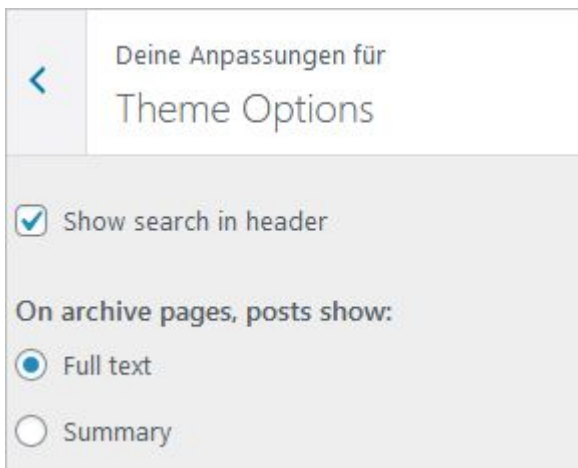 Deine Anpassungen für
Theme Options
Show search in header
On archive pages, posts show:
Full text
Summary